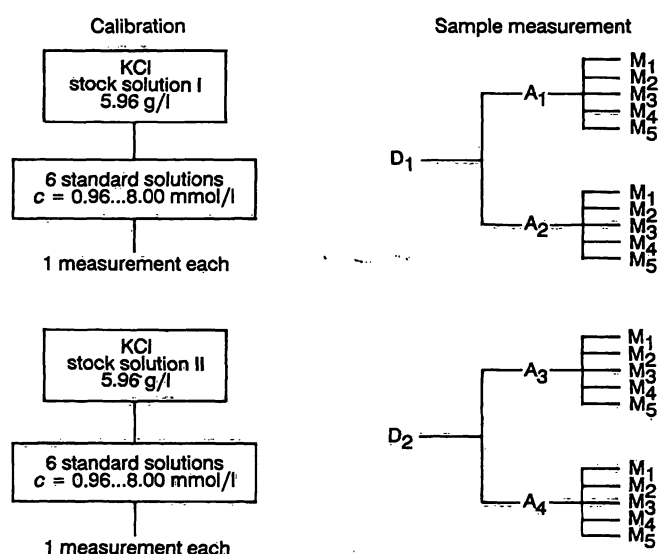 Calibration
KCl
stock solution I
5.96 g/l
6 standard solutions
c = 0.96...8.00 mmol/l
1 measurement each
KCl
stock solution II
5.96 g/l
6 standard solutions
c = 0.96...8.00 mmol/l
1 measurement each
Sample measurement
D₁
A₁
M₁
M₂
M₃
M₄
M₅
A₂
M₁
M₂
M₃
M₄
M₅
D₂
A₃
M₁
M₂
M₃
M₄
M₅
A₄
M₁
M₂
M₃
M₄
M₅